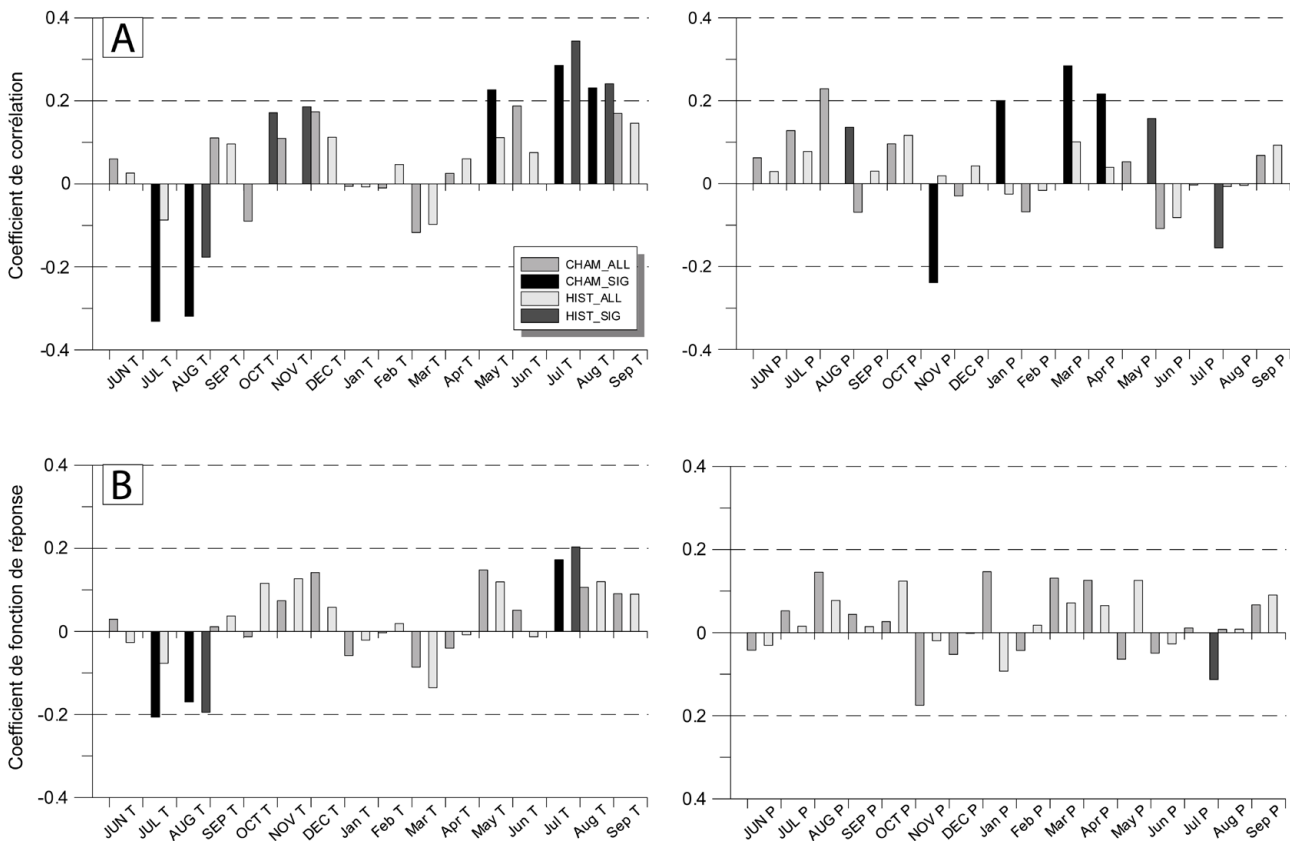 A
Coefficient de corrélation
0.4
0.2
0
-0.2
-0.4
CHAM_ALL
CHAM_SIG
HIST_ALL
HIST_SIG
JUN T JUL T AUG T SEP T OCT T NOV T DEC T Jan T Feb T Mar T Apr T May T Jun T Jul T Aug T Sep T
0.4
0.2
0
-0.2
-0.4
JUN P JUL P AUG P SEP P OCT P NOV P DEC P Jan P Feb P Mar P Apr P May P Jun P Jul P Aug P Sep P
B
Coefficient de fonction de réponse
0.4
0.2
0
-0.2
-0.4
JUN T JUL T AUG T SEP T OCT T NOV T DEC T Jan T Feb T Mar T Apr T May T Jun T Jul T Aug T Sep T
0.4
0.2
0
0.2
0.4
JUN P JUL P AUG P SEP P OCT P NOV P DEC P Jan P Feb P Mar P Apr P May P Jun P Jul P Aug P Sep P